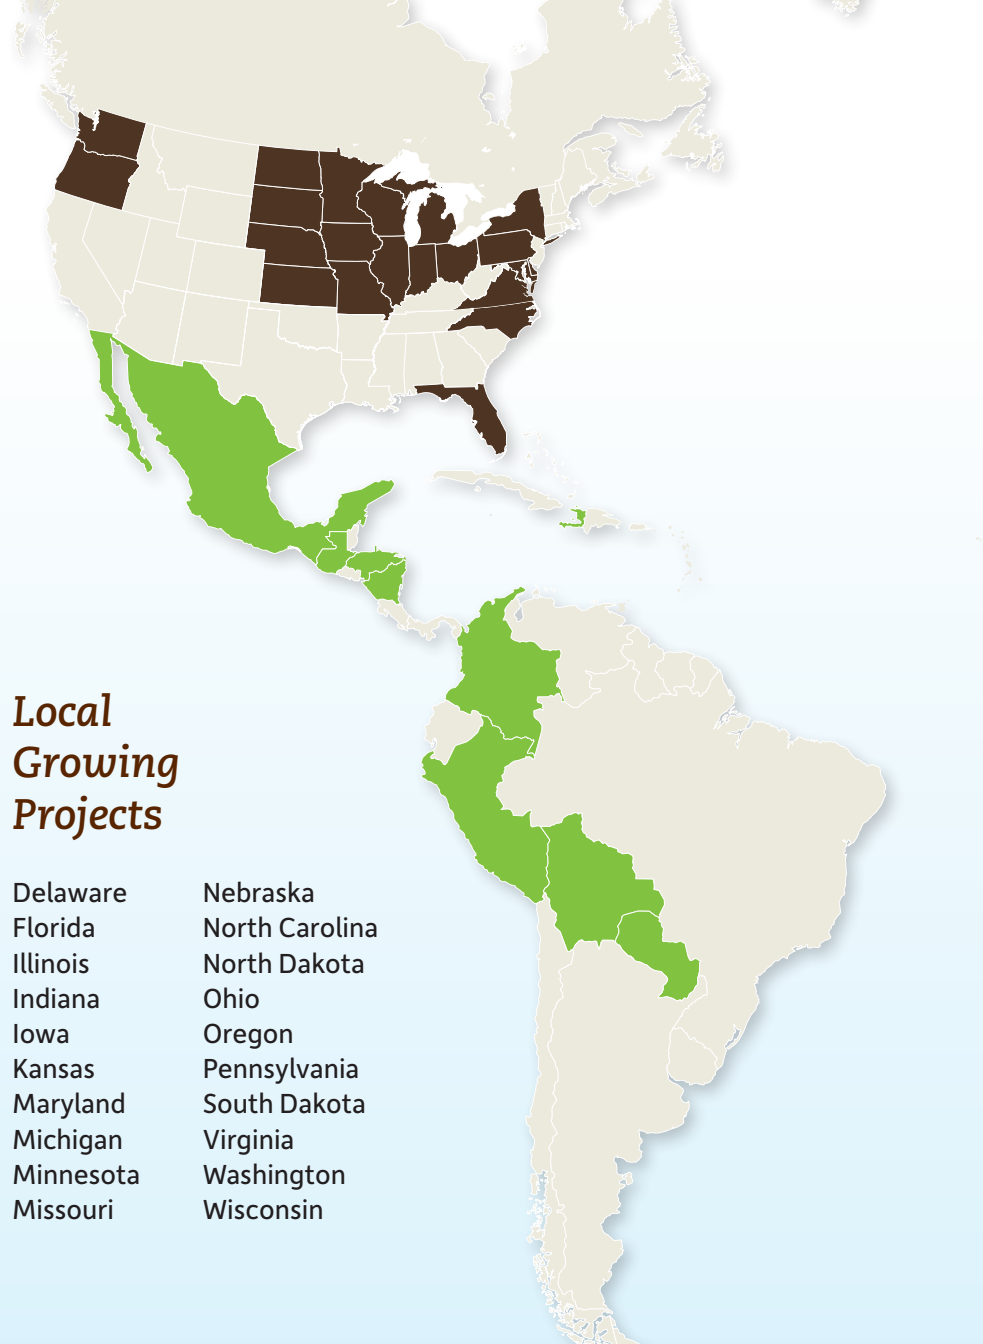 Local
Growing
Projects
Delaware
Florida
Illinois
Indiana
Iowa
Kansas
Maryland
Michigan
Minnesota
Missouri
Nebraska
North Carolina
North Dakota
Ohio
Oregon
Pennsylvania
South Dakota
Virginia
Washington
Wisconsin